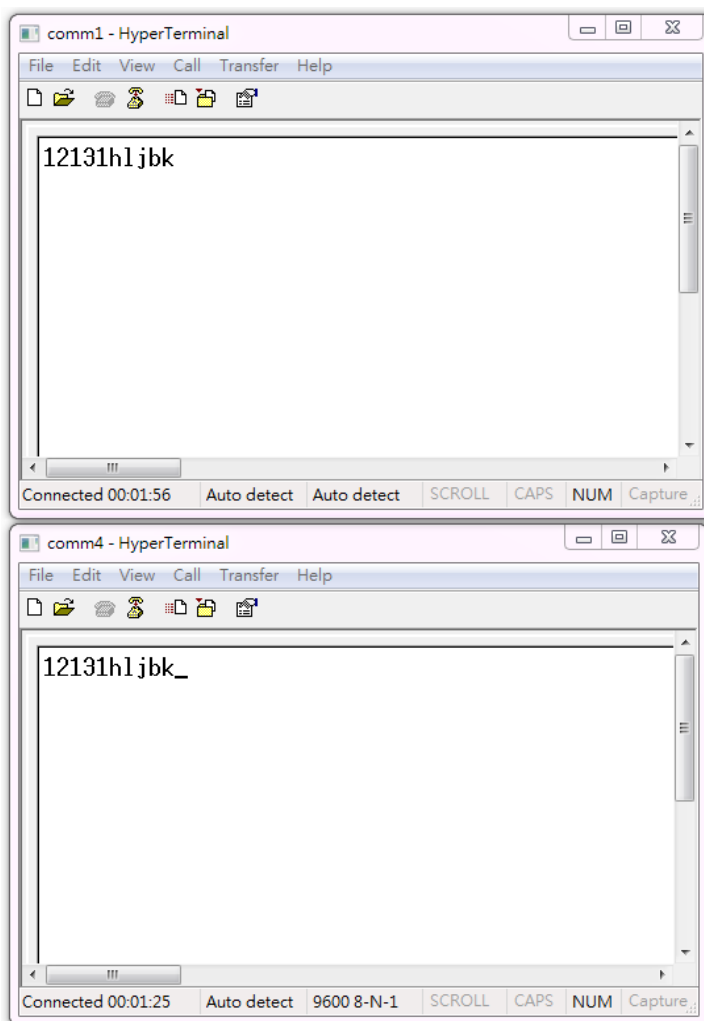 comm1 - HyperTerminal
File Edit View Call Transfer Help
12131hljbk
Connected 00:01:56 Auto detect Auto detect SCROLL CAPS NUM Capture
comm4 - HyperTerminal
File Edit View Call Transfer Help
12131hljbk_
Connected 00:01:25 Auto detect 9600 8-N-1 SCROLL CAPS NUM Capture